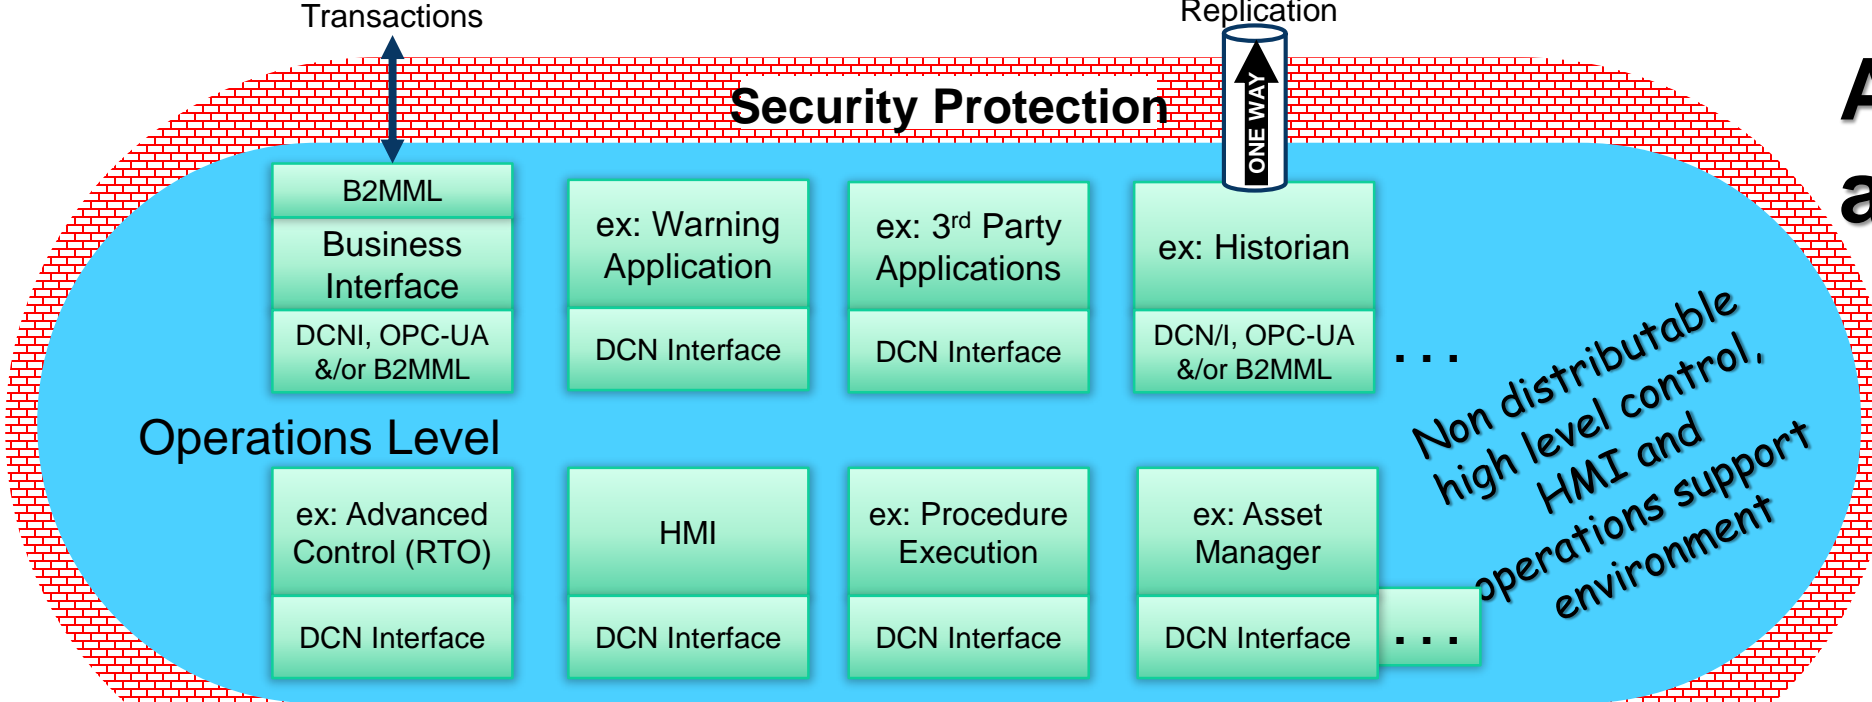 Transactions
Replication
Security Protection
ONE WAY
B2MML
Business
Interface
DCNI, OPC-UA
&/or B2MML
ex: Warning
Application
DCN Interface
ex: 3rd Party
Applications
DCN Interface
ex: Historian
DCN/I, OPC-UA
&/or B2MML
. . .
Non distributable
high level control,
HMI and
operations support
environment
Operations Level
ex: Advanced
Control (RTO)
DCN Interface
HMI
DCN Interface
ex: Procedure
Execution
DCN Interface
ex: Asset
Manager
DCN Interface
. . .